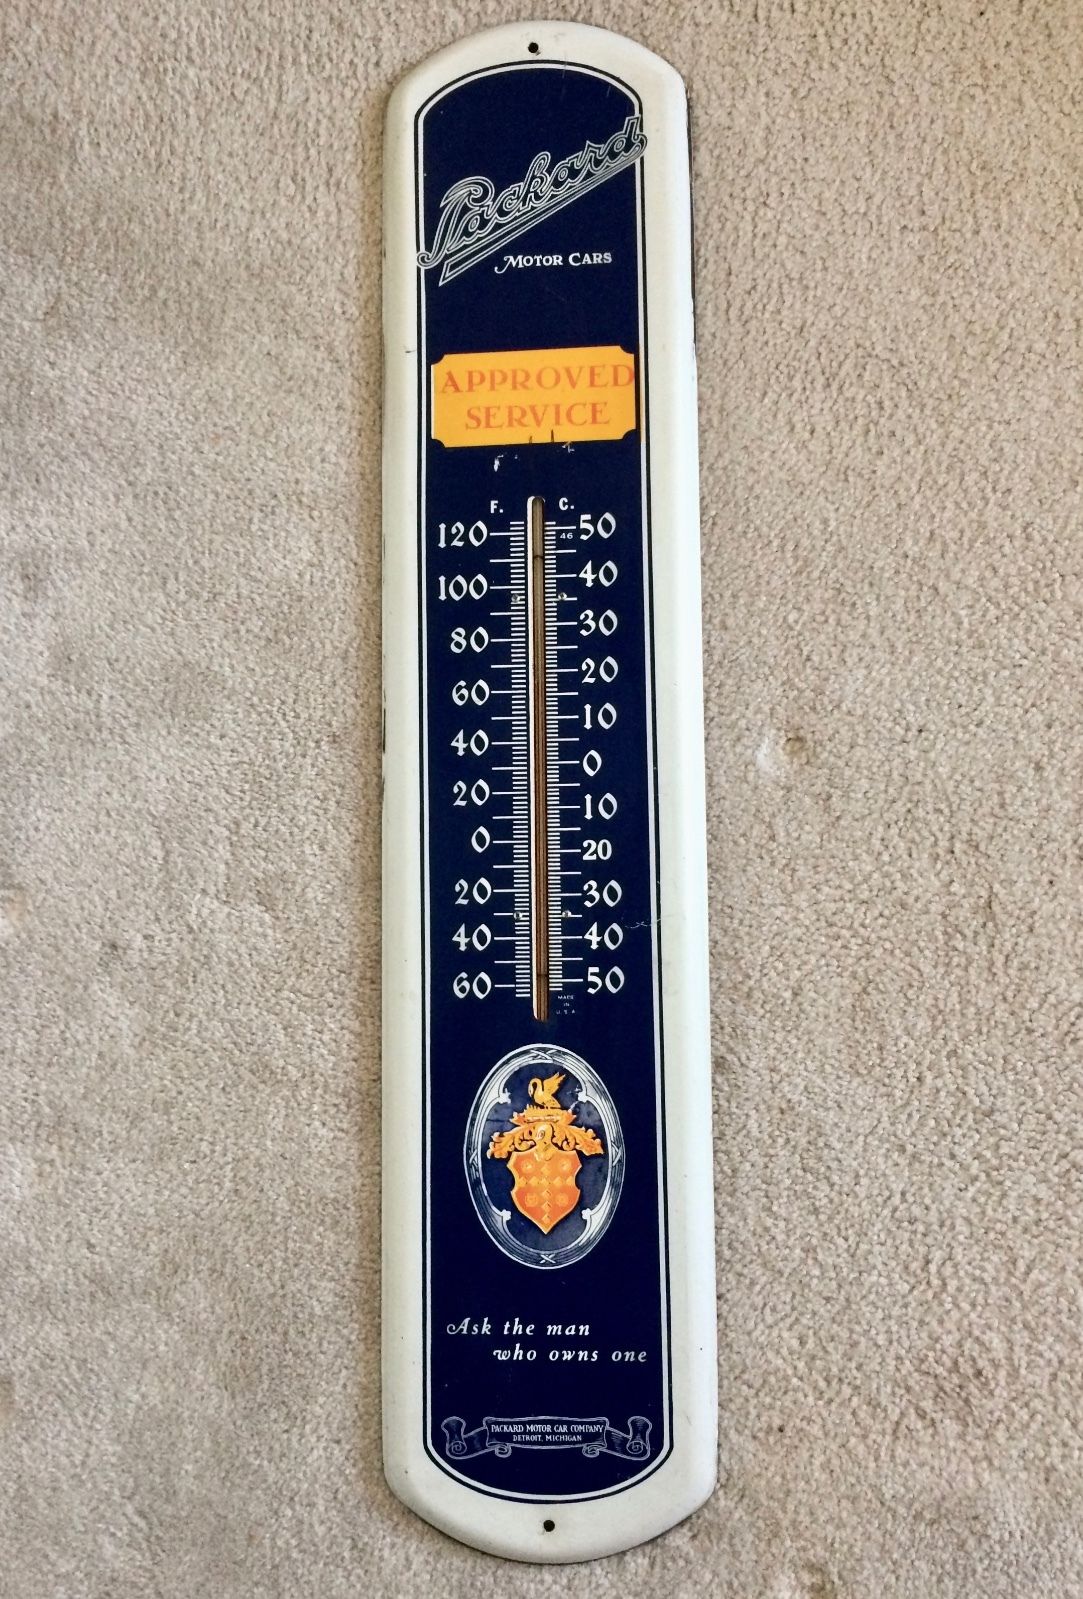 Packard
MOTOR CARS
APPROVED
SERVICE
F. C.
120 50
46
100 40
80 30
60 20
40 10
20 0
0 10
20 20
40 30
60 40
50
MADE
IN
U.S.A
Ask the man
who owns one
PACKARD MOTOR CAR COMPANY
DETROIT, MICHIGAN